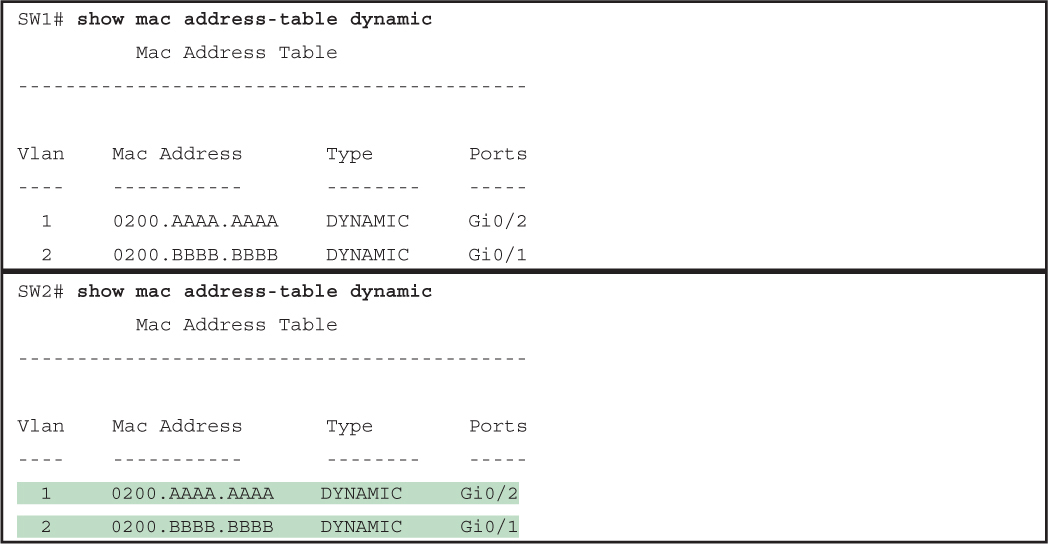 SW1# show mac address-table dynamic
Mac Address Table
-------------------------------------------
Vlan Mac Address Type Ports
---- ----------- -------- -----
1 0200.AAAA.AAAA DYNAMIC Gi0/2
2 0200.BBBB.BBBB DYNAMIC Gi0/1
SW2# show mac address-table dynamic
Mac Address Table
-------------------------------------------
Vlan Mac Address Type Ports
---- ----------- -------- -----
1 0200.AAAA.AAAA DYNAMIC Gi0/2
2 0200.BBBB.BBBB DYNAMIC Gi0/1